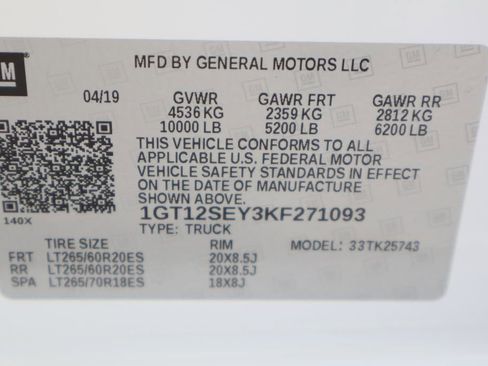 GM
MFD BY GENERAL MOTORS LLC
04/19 GVWR GAWR FRT GAWR RR
4536 KG 2359 KG 2812 KG
10000 LB 5200 LB 6200 LB
THIS VEHICLE CONFORMS TO ALL
APPLICABLE U.S. FEDERAL MOTOR
VEHICLE SAFETY STANDARDS IN EFFECT
ON THE DATE OF MANUFACTURE
SHOWN ABOVE.
140X
1GT12SEY3KF271093
TYPE: TRUCK
TIRE SIZE RIM MODEL: 33TK25743
FRT LT265/60R20ES 20X8.5J
RR LT265/60R20ES 20X8.5J
SPA LT265/70R18ES 18X8J